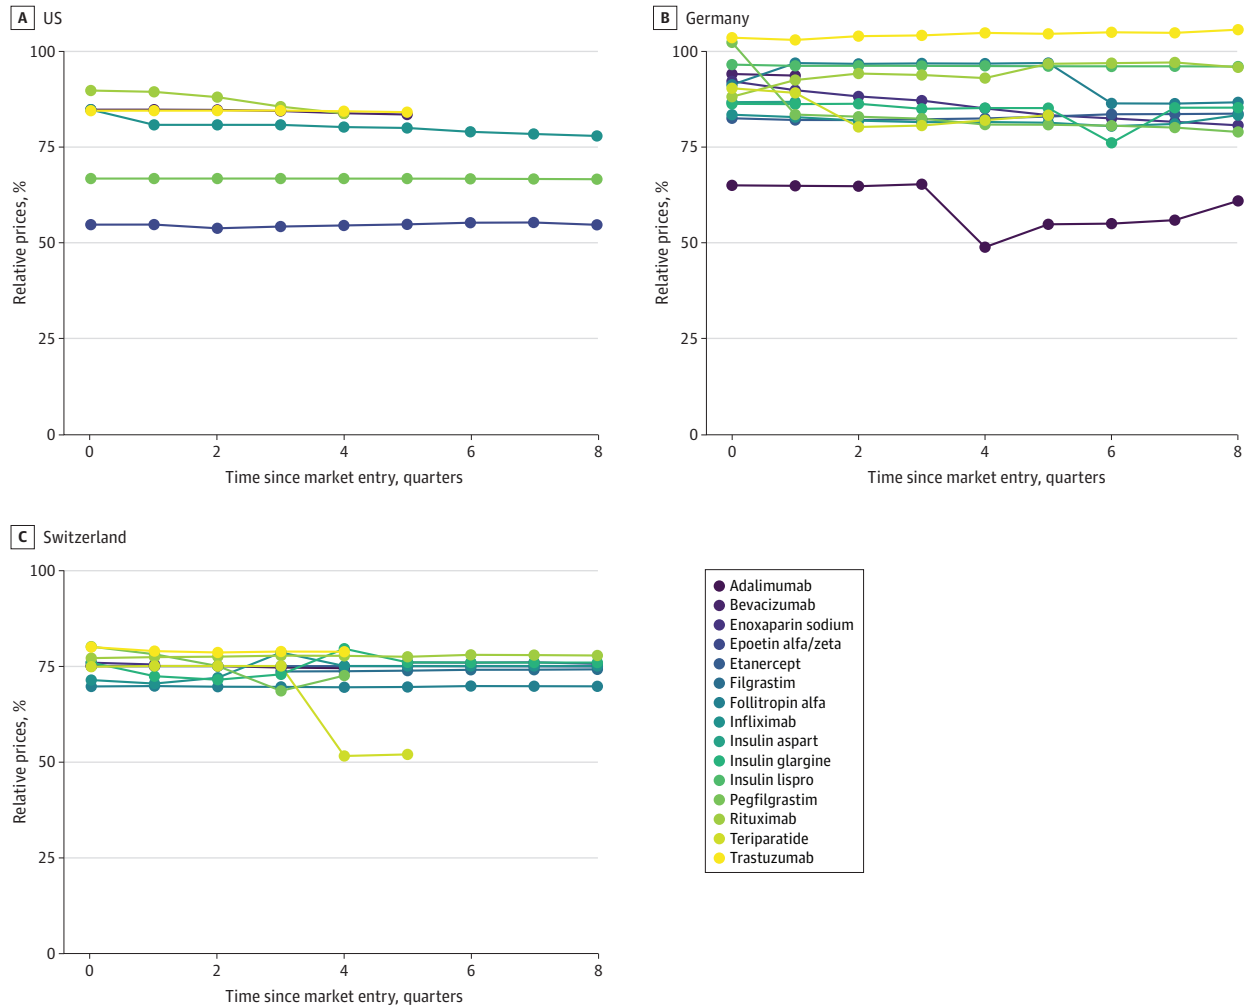 A US
100
75
50
25
0
Relative prices, %
0 2 4 6 8
Time since market entry, quarters
B Germany
100
75
50
25
0
Relative prices, %
0 2 4 6 8
Time since market entry, quarters
C Switzerland
100
75
50
25
0
Relative prices, %
0 2 4 6 8
Time since market entry, quarters
Adalimumab
Bevacizumab
Enoxaparin sodium
Epoetin alfa/zeta
Etanercept
Filgrastim
Follitropin alfa
Infliximab
Insulin aspart
Insulin glargine
Insulin lispro
Pegfilgrastim
Rituximab
Teriparatide
Trastuzumab